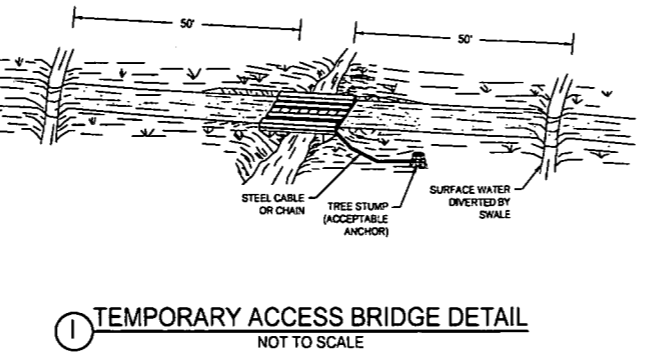 50'
50'
STEEL CABLE
OR CHAIN
TREE STUMP
(ACCEPTABLE
ANCHOR)
SURFACE WATER
DIVERTED BY
SWALE
1 TEMPORARY ACCESS BRIDGE DETAIL
NOT TO SCALE